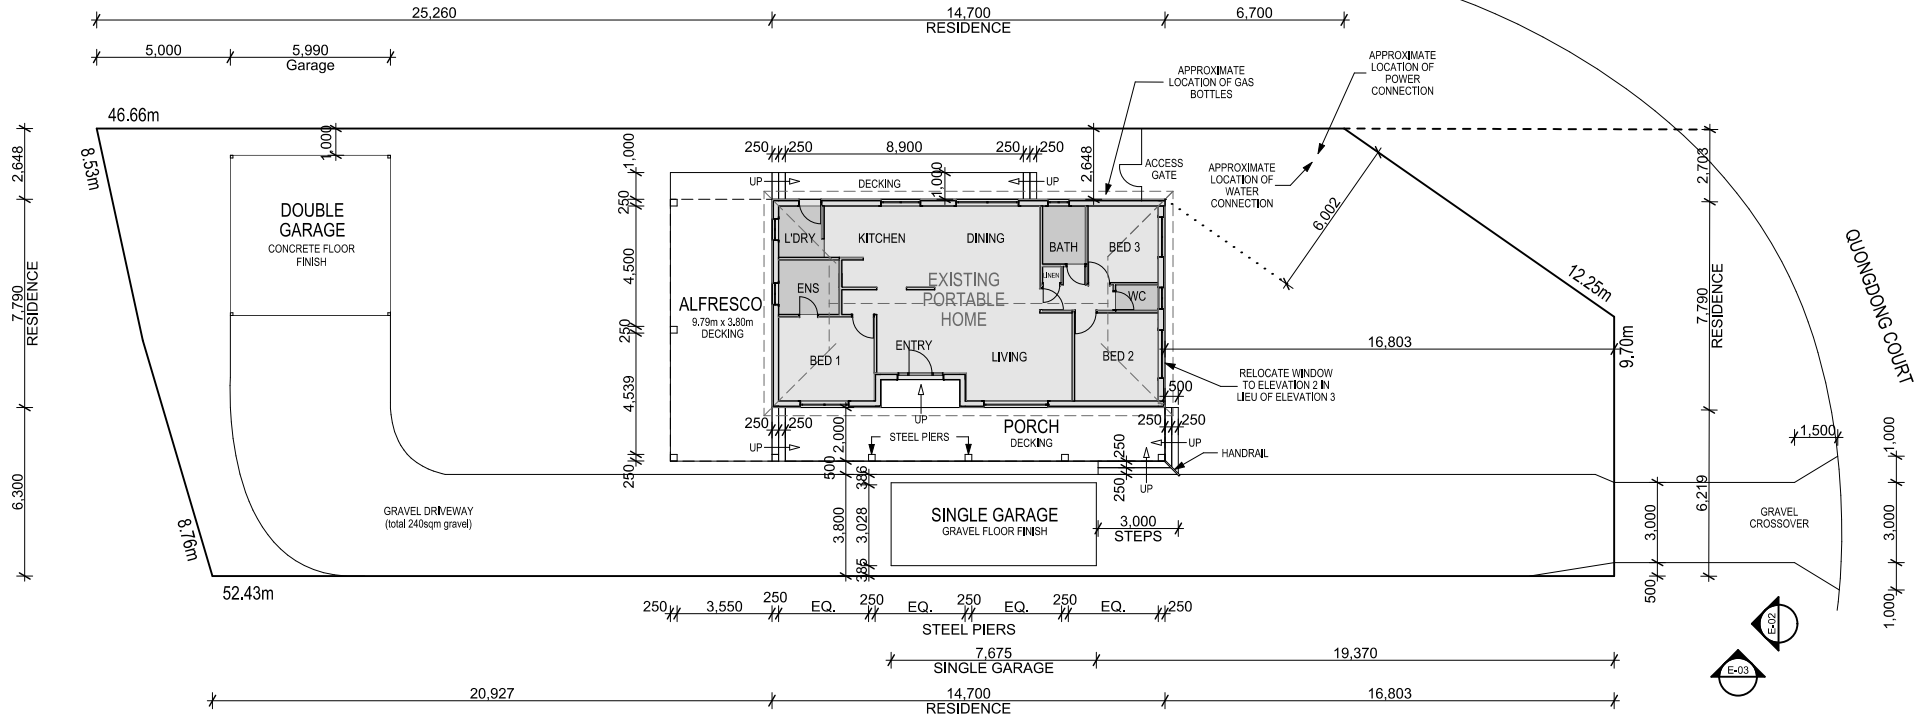 25,260
14,700
RESIDENCE
6,700
5,000
5,990
Garage
APPROXIMATE
LOCATION OF GAS
BOTTLES
APPROXIMATE
LOCATION OF
POWER
CONNECTION
46.66m
8.53m
1,000
2,648
7,790
RESIDENCE
6,300
DOUBLE
GARAGE
CONCRETE FLOOR
FINISH
1,000
250
4,500
250
4,539
250
250
250
8,900
250
250
UP
DECKING
1,000
UP
2,648
ACCESS
GATE
APPROXIMATE
LOCATION OF
WATER
CONNECTION
6,002
2,703
7,790
RESIDENCE
6,219
12.25m
9.70m
QUONGDONG COURT
ALFRESCO
9.79m x 3.80m
DECKING
L'DRY
KITCHEN
DINING
BATH
BED 3
ENS
EXISTING
PORTABLE
HOME
LINEN
WC
BED 1
ENTRY
LIVING
BED 2
16,803
RELOCATE WINDOW
TO ELEVATION 2 IN
LIEU OF ELEVATION 3
500
250
250
UP
2,000
UP
STEEL PIERS
PORCH
DECKING
250
250
UP
HANDRAIL
250
250
UP
500
386
3,800
3,028
385
GRAVEL DRIVEWAY
(total 240sqm gravel)
SINGLE GARAGE
GRAVEL FLOOR FINISH
3,000
STEPS
3,000
500
GRAVEL
CROSSOVER
1,500
1,000
3,000
1,000
8.76m
52.43m
250
3,550
250
EQ.
250
EQ.
250
EQ.
250
EQ.
250
STEEL PIERS
7,675
SINGLE GARAGE
19,370
E-02
E-03
20,927
14,700
RESIDENCE
16,803